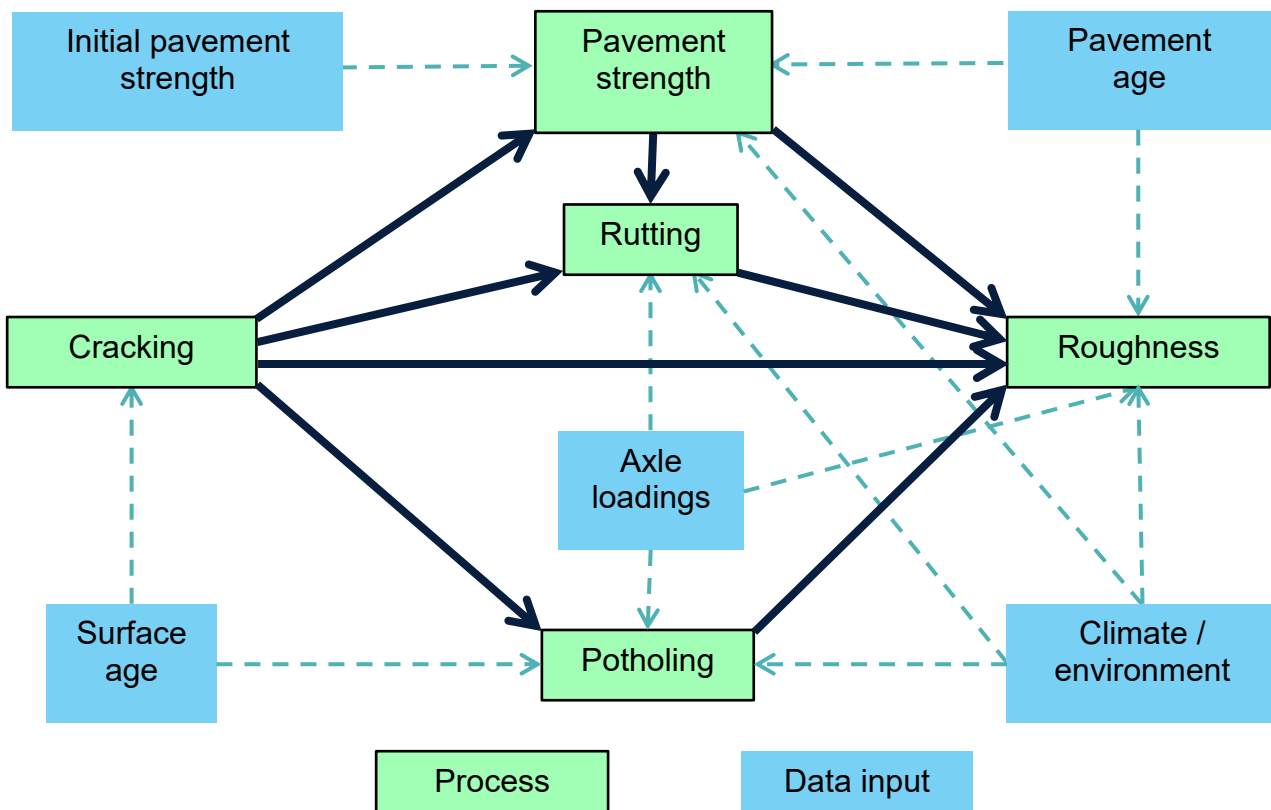 Initial pavement
strength
Pavement
strength
Pavement
age
Rutting
Cracking
Roughness
Axle
loadings
Surface
age
Potholing
Climate /
environment
Process
Data input